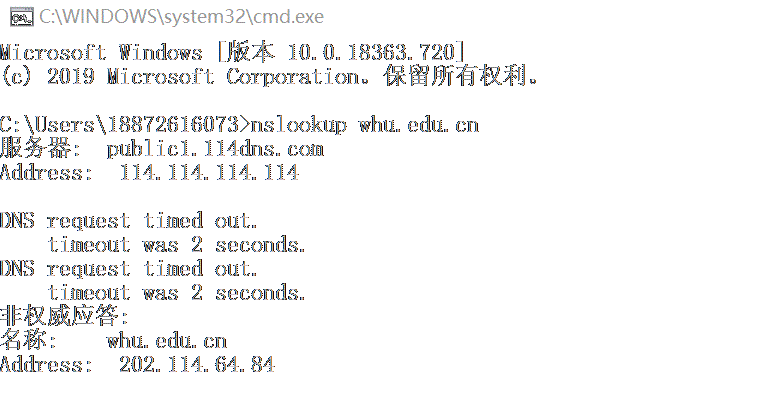 C:\WINDOWS\system32\cmd.exe
Microsoft Windows [版本 10.0.18363.720]
(c) 2019 Microsoft Corporation. 保留所有权利.
C:\Users\18872616073>nslookup whu.edu.cn
服务器:  public1.114dns.com
Address:  114.114.114.114
DNS request timed out.
    timeout was 2 seconds.
DNS request timed out.
    timeout was 2 seconds.
非权威应答:
名称:    whu.edu.cn
Address:  202.114.64.84